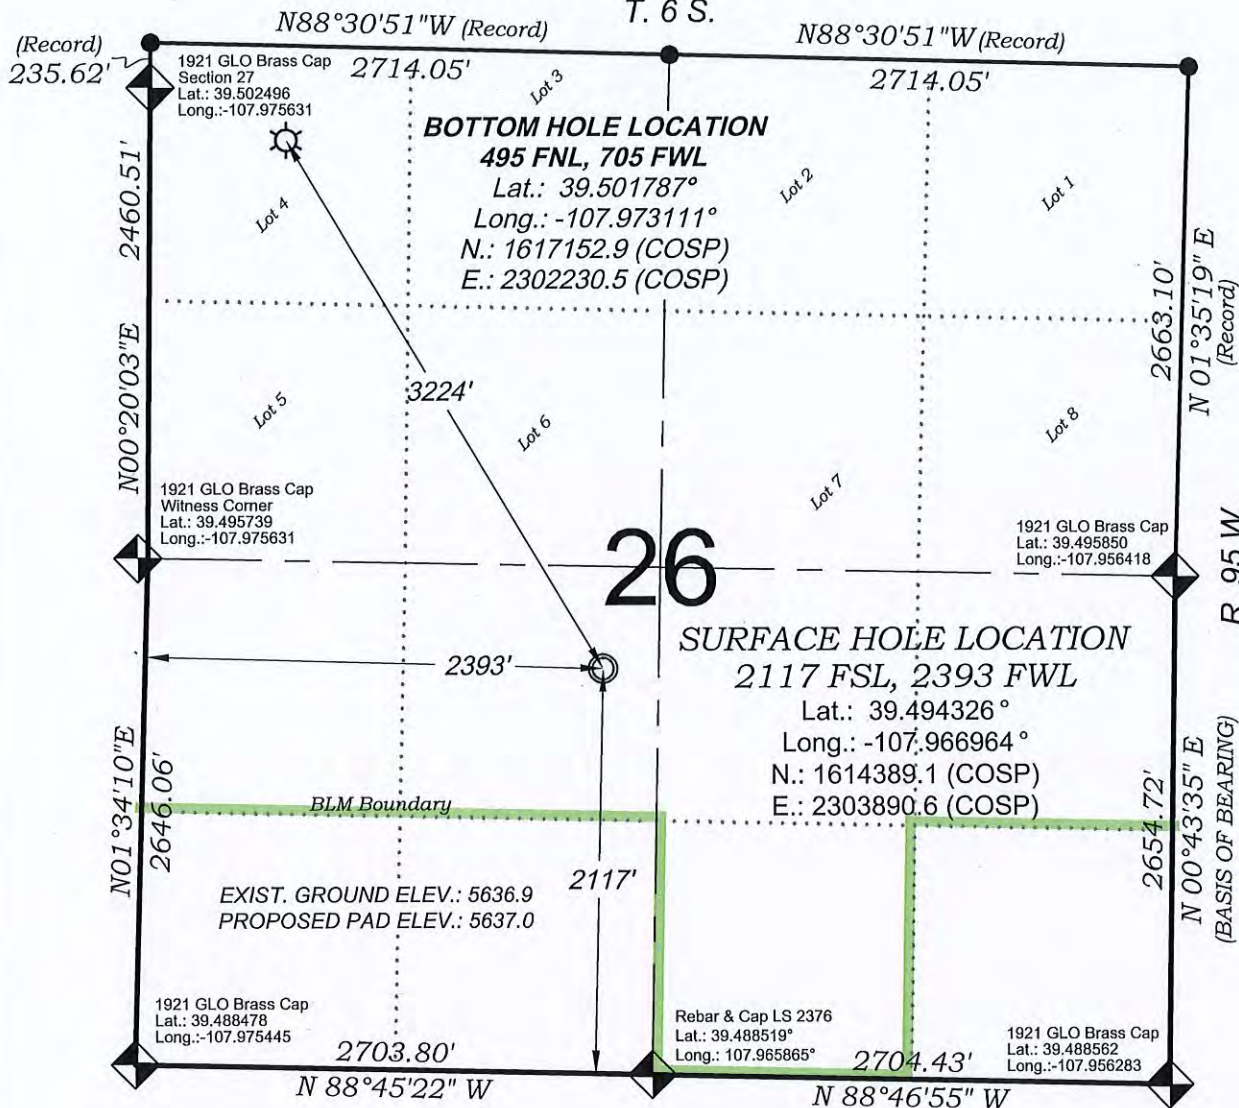 T. 6 S.
N88°30'51"W (Record)
N88°30'51"W (Record)
(Record)
235.62'
1921 GLO Brass Cap
Section 27
Lat.: 39.502496
Long.:-107.975631
2714.05'
2714.05'
Lot 3
BOTTOM HOLE LOCATION
495 FNL, 705 FWL
Lat.: 39.501787°
Long.: -107.973111°
N.: 1617152.9 (COSP)
E.: 2302230.5 (COSP)
Lot 4
Lot 2
Lot 1
2460.51'
N00°20'03"E
2663.10'
N 01°35'19" E
(Record)
3224'
Lot 5
Lot 6
Lot 7
Lot 8
1921 GLO Brass Cap
Witness Corner
Lat.: 39.495739
Long.:-107.975631
26
1921 GLO Brass Cap
Lat.: 39.495850
Long.:-107.956418
R. 95 W
SURFACE HOLE LOCATION
2117 FSL, 2393 FWL
Lat.: 39.494326°
Long.: -107.966964°
N.: 1614389.1 (COSP)
E.: 2303890.6 (COSP)
2393'
N01°34'10"E
2646.06'
BLM Boundary
2654.72'
N 00°43'35" E
(BASIS OF BEARING)
2117'
EXIST. GROUND ELEV.: 5636.9
PROPOSED PAD ELEV.: 5637.0
1921 GLO Brass Cap
Lat.: 39.488478
Long.:-107.975445
Rebar & Cap LS 2376
Lat.: 39.488519°
Long.: 107.965865°
1921 GLO Brass Cap
Lat.: 39.488562
Long.:-107.956283
2703.80'
N 88°45'22" W
2704.43'
N 88°46'55" W